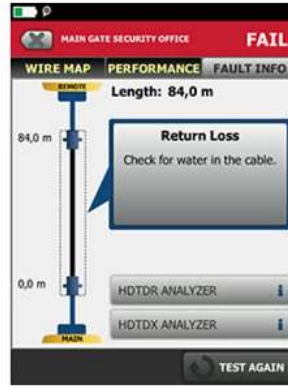 MAIN GATE SECURITY OFFICE
FAIL
WIRE MAP
PERFORMANCE
FAULT INFO
REMOTE
Length: 84,0 m
84,0 m
Return Loss
Check for water in the cable.
0,0 m
HDTDR ANALYZER
HDTDX ANALYZER
MAIN
TEST AGAIN